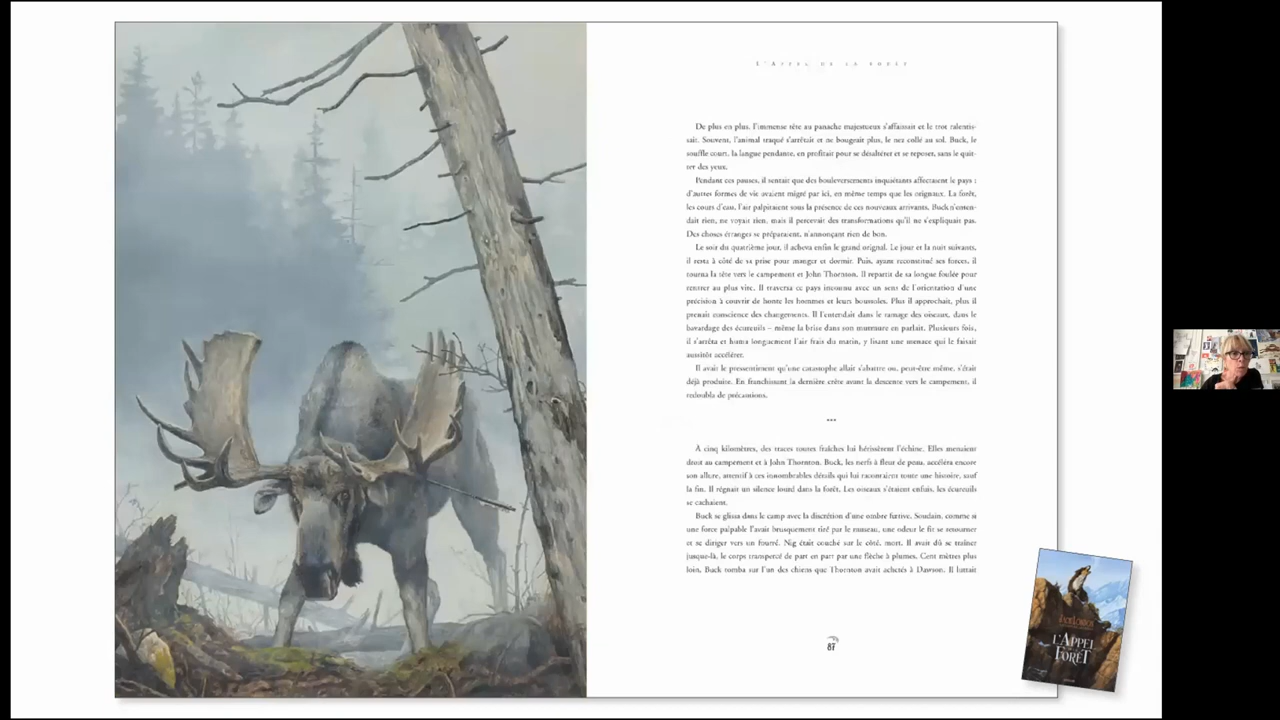 L'APPEL DE LA FORÊT
De plus en plus, l'immense tête au panache majestueux s'affaissait et le trot ralentis-
sait. Souvent, l'animal traqué s'arrêtait et ne bougeait plus, le nez collé au sol. Buck, le
souffle court, la langue pendante, en profitait pour se désaltérer et se reposer, sans le quit-
ter des yeux.
Pendant ces pauses, il sentait que des bouleversements inquiétants affectaient le pays :
d'autres formes de vie avaient migré par ici, en même temps que les orignaux. La forêt,
les cours d'eau, l'air palpitaient sous la présence de ces nouveaux arrivants. Buck n'enten-
dait rien, ne voyait rien, mais il percevait des transformations qu'il ne s'expliquait pas.
Des choses étranges se préparaient, n'annonçant rien de bon.
Le soir du quatrième jour, il acheva enfin le grand orignal. Le jour et la nuit suivants,
il resta à côté de sa prise pour manger et dormir. Puis, ayant reconstitué ses forces, il
tourna la tête vers le campement et John Thornton. Il repartit de sa longue foulée pour
rentrer au plus vite. Il traversa ce pays inconnu avec un sens de l'orientation d'une
précision à couvrir de honte les hommes et leurs boussoles. Plus il approchait, plus il
prenait conscience des changements. Il l'entendait dans le ramage des oiseaux, dans le
bavardage des écureuils – même la brise dans son murmure en parlait. Plusieurs fois,
il s'arrêta et huma longuement l'air frais du matin, y lisant une menace qui le faisait
aussitôt accélérer.
Il avait le pressentiment qu'une catastrophe allait s'abattre ou, peut-être même, s'était
déjà produite. En franchissant la dernière crête avant la descente vers le campement, il
redoubla de précautions.
***
À cinq kilomètres, des traces toutes fraîches lui hérissèrent l'échine. Elles menaient
droit au campement et à John Thornton. Buck, les nerfs à fleur de peau, accéléra encore
son allure, attentif à ces innombrables détails qui lui racontaient toute une histoire, sauf
la fin. Il régnait un silence lourd dans la forêt. Les oiseaux s'étaient enfuis, les écureuils
se cachaient.
Buck se glissa dans le camp avec la discrétion d'une ombre furtive. Soudain, comme si
une force palpable l'avait brusquement tiré par le museau, une odeur le fit se retourner
et se diriger vers un fourré. Nig était couché sur le côté, mort. Il avait dû se traîner
jusque-là, le corps transpercé de part en part par une flèche à plumes. Cent mètres plus
loin, Buck tomba sur l'un des chiens que Thornton avait achetés à Dawson. Il luttait
87
JACK LONDON
L'APPEL
DE LA
FORÊT